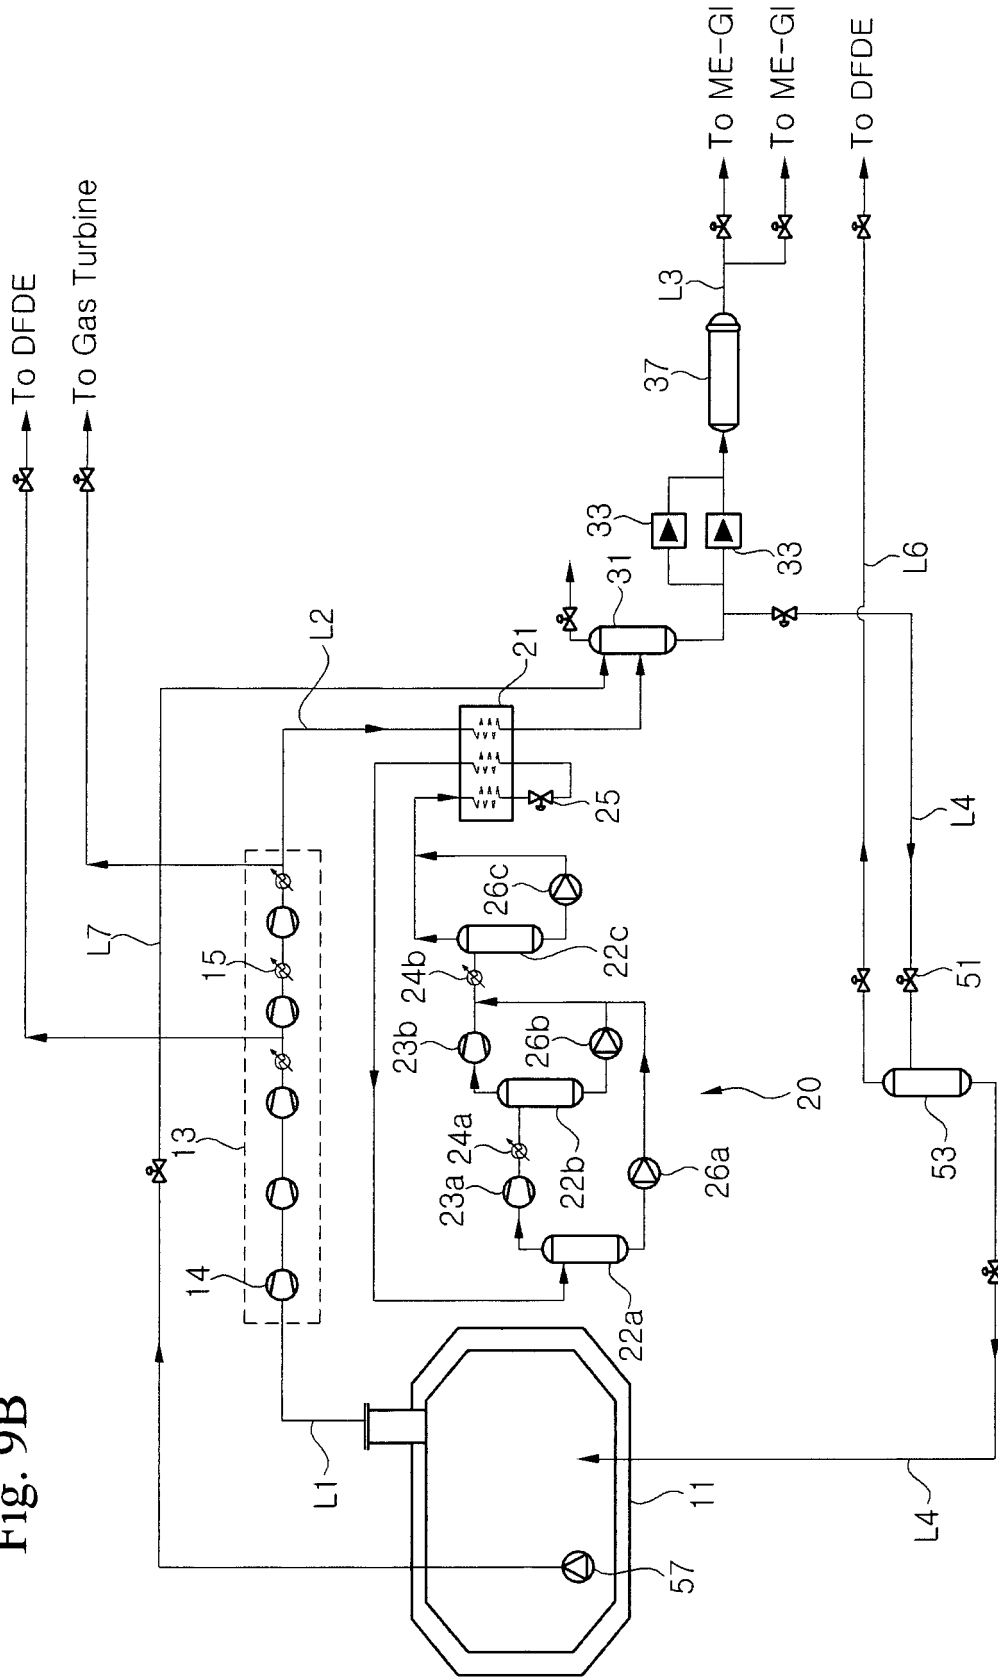 Fig. 9B
To DFDE
To Gas Turbine
To ME-GI
To ME-GI
To DFDE
L7
13
14
15
L2
L1
21
25
24b
23b
26c
22c
26b
24a
23a
22b
26a
22a
20
31
33
33
37
L3
L6
L4
51
53
11
57
L4